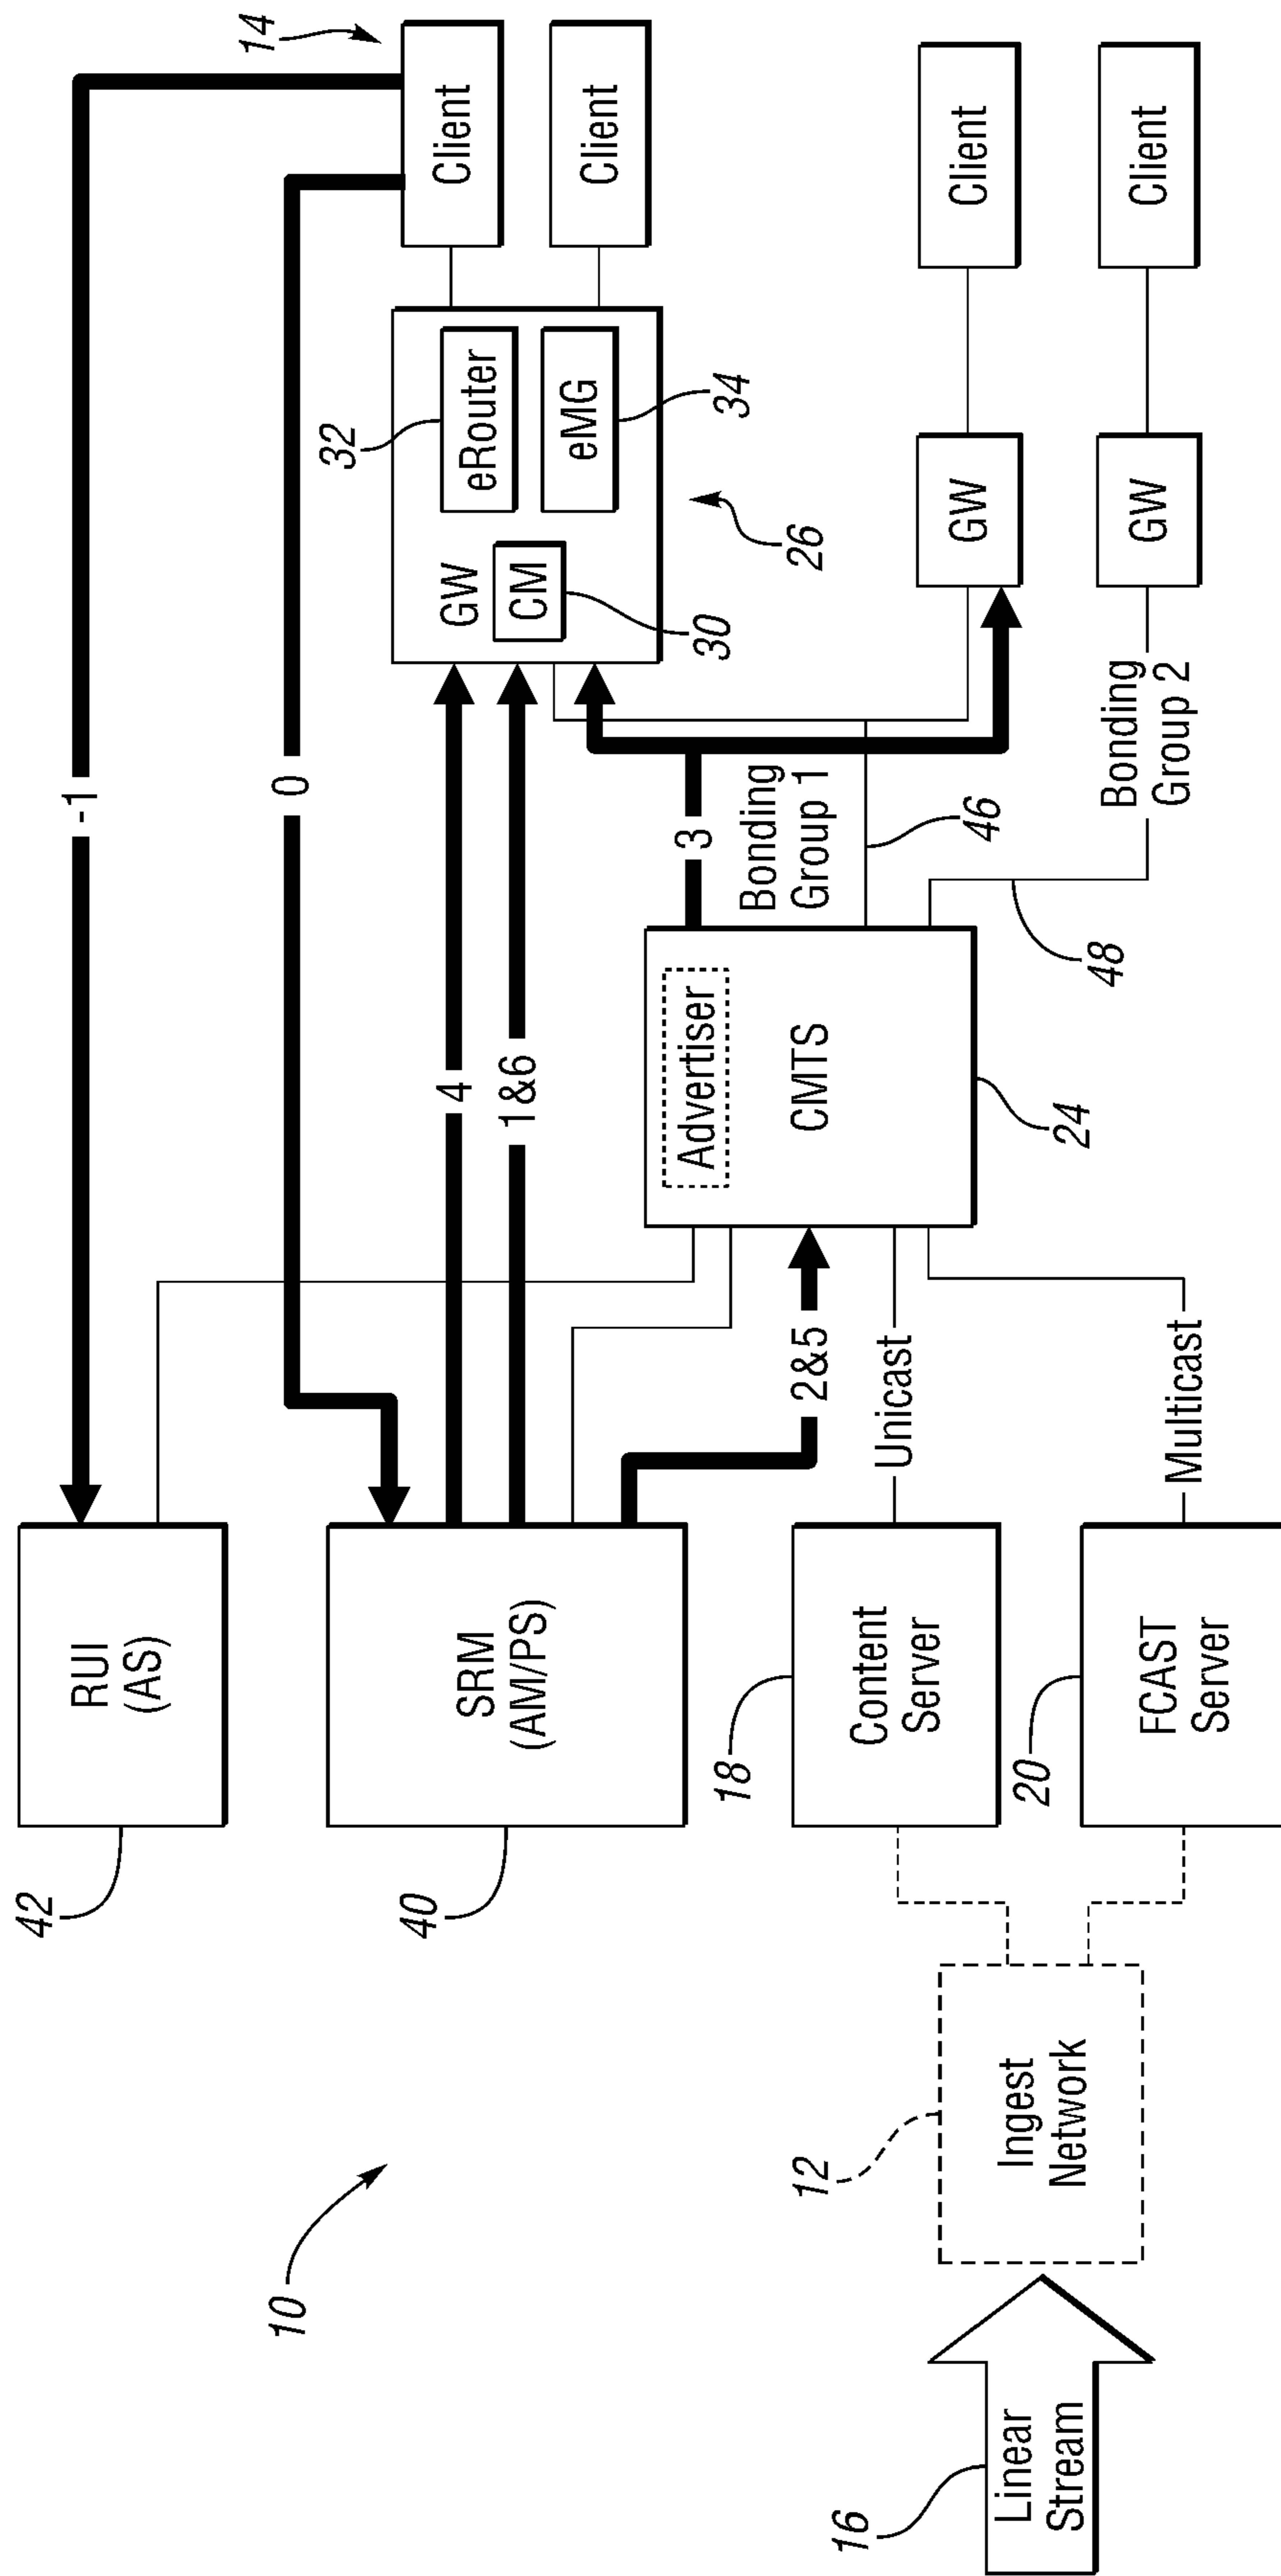 14
Client
-1
0
Client
32
eRouter
eMG
34
GW
CM
30
26
4
1&6
3
Bonding
Group 1
46
GW
Client
GW
Client
Bonding
Group 2
48
Advertiser
CMTS
24
2&5
Unicast
Multicast
RUI
(AS)
42
SRM
(AM/PS)
40
Content
Server
18
FCAST
Server
20
Ingest
Network
12
10
Linear
Stream
16